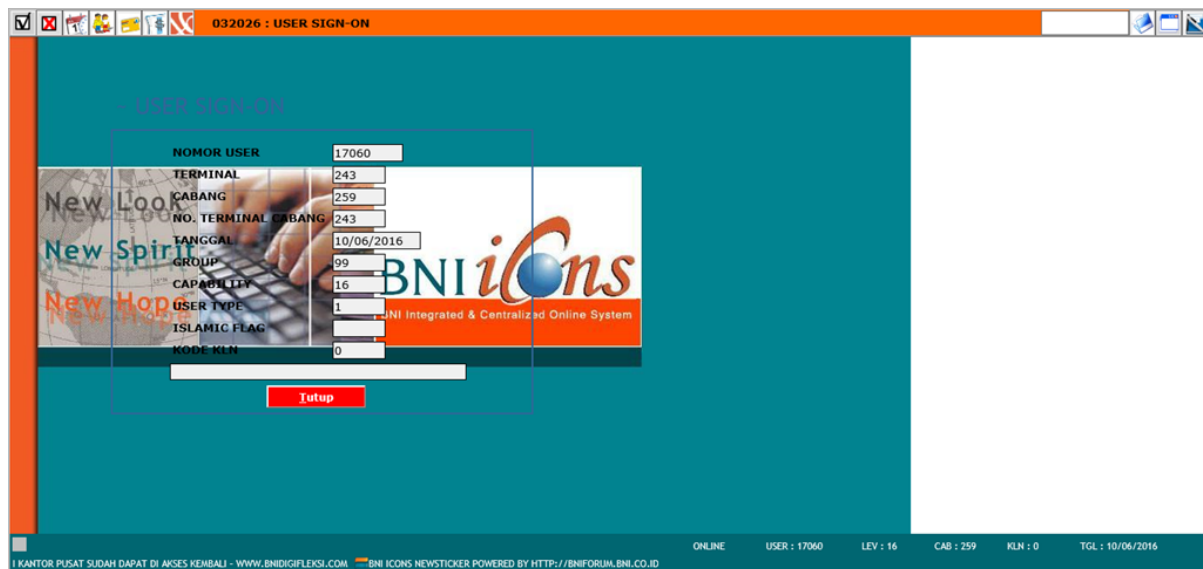 032026 : USER SIGN-ON
- USER SIGN-ON
NOMOR USER 17060
TERMINAL 243
CABANG 259
NO. TERMINAL CABANG 243
TANGGAL 10/06/2016
GROUP 99
CAPABILITY 16
USER TYPE 1
ISLAMIC FLAG
KODE KLN 0
Tutup
New Look
New Spirit
New Hope
BNI iCons
BNI Integrated & Centralized Online System
ONLINE USER : 17060 LEV : 16 CAB : 259 KLN : 0 TGL : 10/06/2016
I KANTOR PUSAT SUDAH DAPAT DI AKSES KEMBALI - WWW.BNIDIGIFLEKSI.COM BNI ICONS NEWSTICKER POWERED BY HTTP://BNIFORUM.BNI.CO.ID